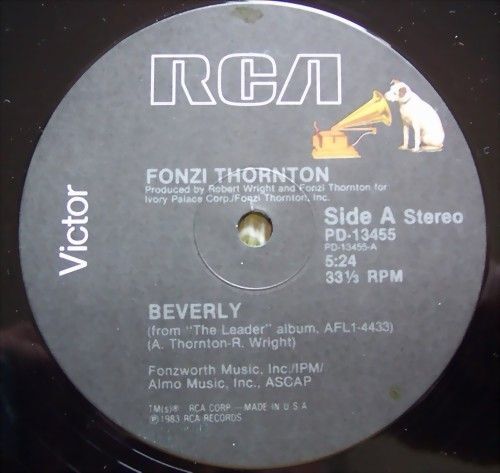 RCA
Victor
FONZI THORNTON
Produced by Robert Wright and Fonzi Thornton for
Ivory Palace Corp./Fonzi Thornton, Inc.
Side A Stereo
PD-13455
PD-13455-A
5:24
33⅓ RPM
BEVERLY
(from "The Leader" album, AFL1-4433)
(A. Thornton-R. Wright)
Fonzworth Music, Inc./IPM/
Almo Music, Inc., ASCAP
TM(s)® RCA CORP—MADE IN U.S.A
℗1983 RCA RECORDS